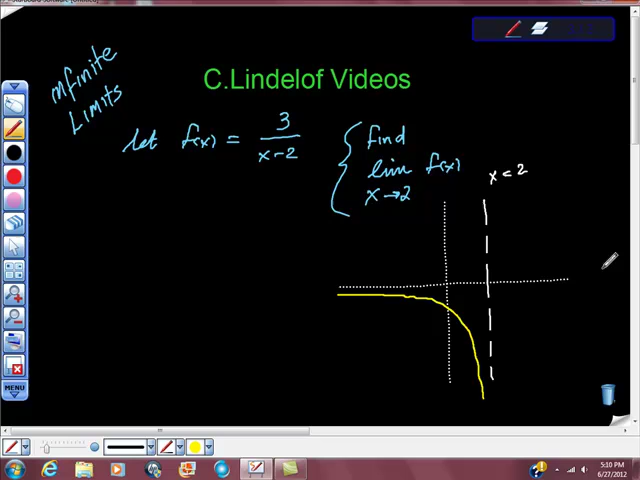 Infinite
Limits
C.Lindelof Videos
let f(x) = 3
x-2
find
lim f(x)
x→2
x = 2
MENU
5:10 PM
6/27/2012